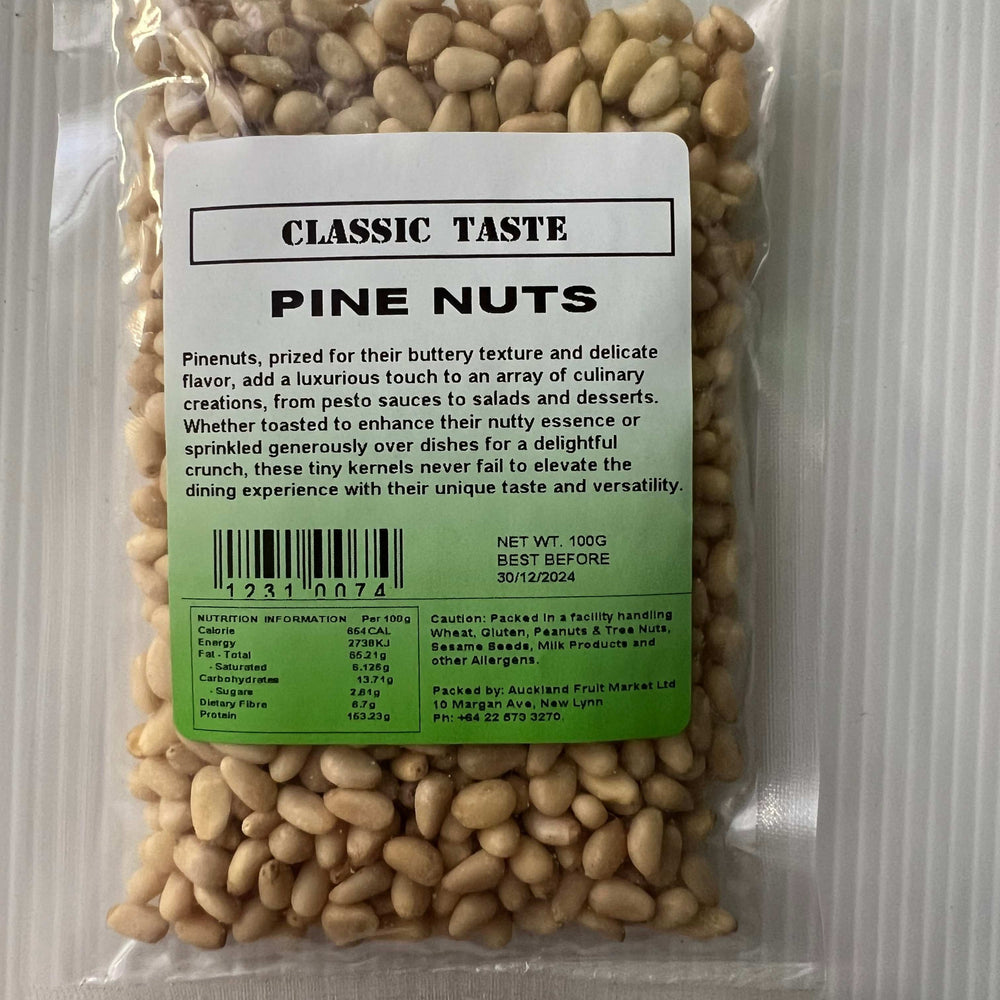 CLASSIC TASTE
PINE NUTS
Pinenuts, prized for their buttery texture and delicate
flavor, add a luxurious touch to an array of culinary
creations, from pesto sauces to salads and desserts.
Whether toasted to enhance their nutty essence or
sprinkled generously over dishes for a delightful
crunch, these tiny kernels never fail to elevate the
dining experience with their unique taste and versatility.
12310074
NET WT. 100G
BEST BEFORE
30/12/2024
NUTRITION INFORMATION Per 100g
Calorie 654CAL
Energy 2738KJ
Fat - Total 65.21g
- Saturated 5.125g
Carbohydrates 13.71g
- Sugars 2.81g
Dietary Fibre 6.7g
Protein 153.23g
Caution: Packed in a facility handling
Wheat, Gluten, Peanuts & Tree Nuts,
Sesame Seeds, Milk Products and
other Allergens.
Packed by: Auckland Fruit Market Ltd
10 Margan Ave, New Lynn
Ph: +64 22 673 3270